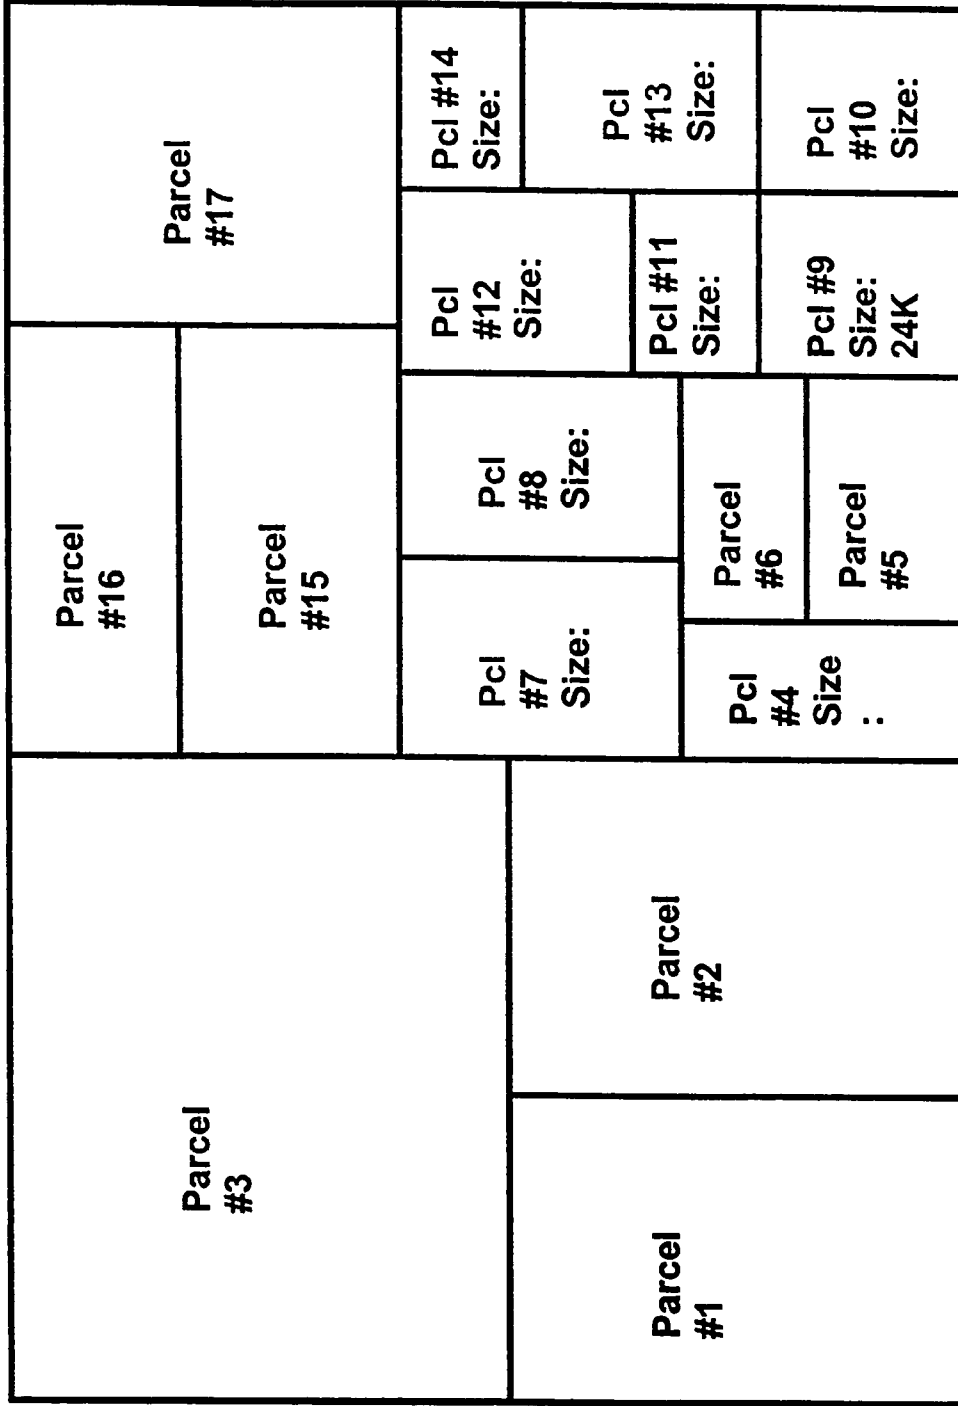 Parcel
#3
Parcel
#16
Parcel
#15
Parcel
#17
Parcel
#1
Parcel
#2
Pcl
#7
Size:
Pcl
#8
Size:
Pcl
#12
Size:
Pcl #14
Size:
Pcl #11
Size:
Pcl
#13
Size:
Pcl
#4
Size
:
Parcel
#6
Parcel
#5
Pcl #9
Size:
24K
Pcl
#10
Size: